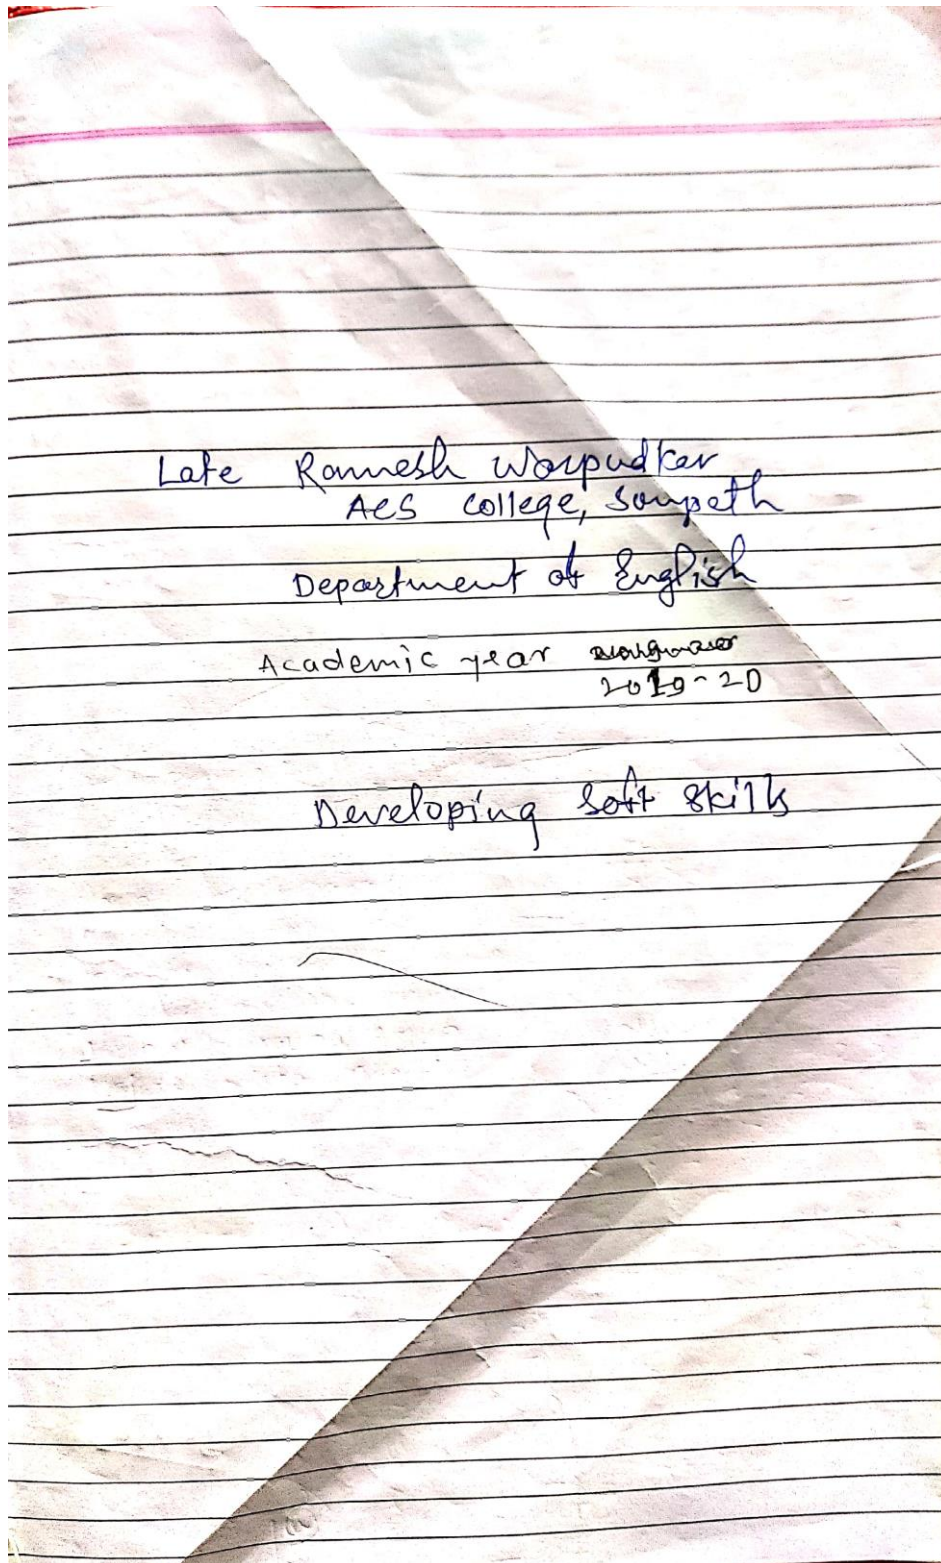 Late Ramesh Warpudkar
ACS College, Sonpeth
Department of English
Academic year
2019-20
Developing Soft Skills